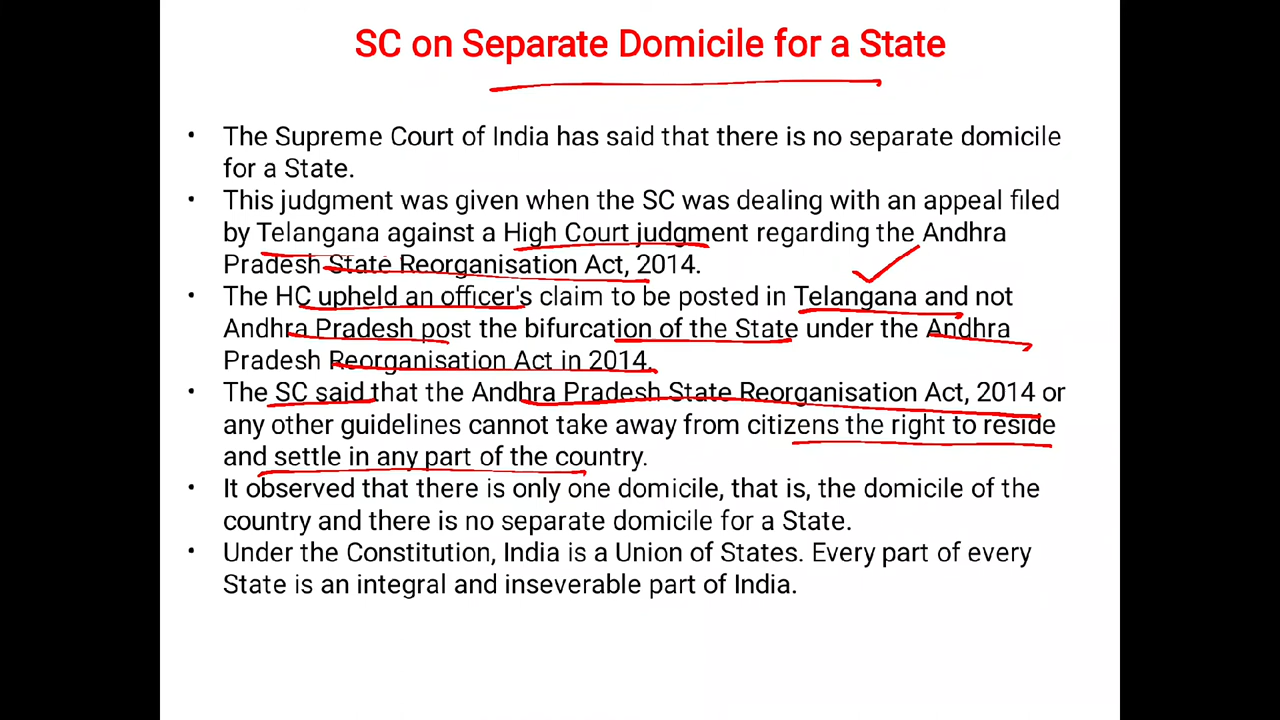 SC on Separate Domicile for a State
• The Supreme Court of India has said that there is no separate domicile
for a State.
• This judgment was given when the SC was dealing with an appeal filed
by Telangana against a High Court judgment regarding the Andhra
Pradesh State Reorganisation Act, 2014.
• The HC upheld an officer's claim to be posted in Telangana and not
Andhra Pradesh post the bifurcation of the State under the Andhra
Pradesh Reorganisation Act in 2014.
• The SC said that the Andhra Pradesh State Reorganisation Act, 2014 or
any other guidelines cannot take away from citizens the right to reside
and settle in any part of the country.
• It observed that there is only one domicile, that is, the domicile of the
country and there is no separate domicile for a State.
• Under the Constitution, India is a Union of States. Every part of every
State is an integral and inseverable part of India.